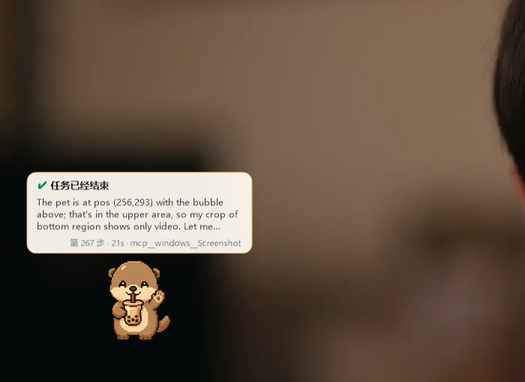 ✔ 任务已经结束
The pet is at pos (256,293) with the bubble
above; that's in the upper area, so my crop of
bottom region shows only video. Let me...
第 267 步 · 21s · mcp__windows__Screenshot